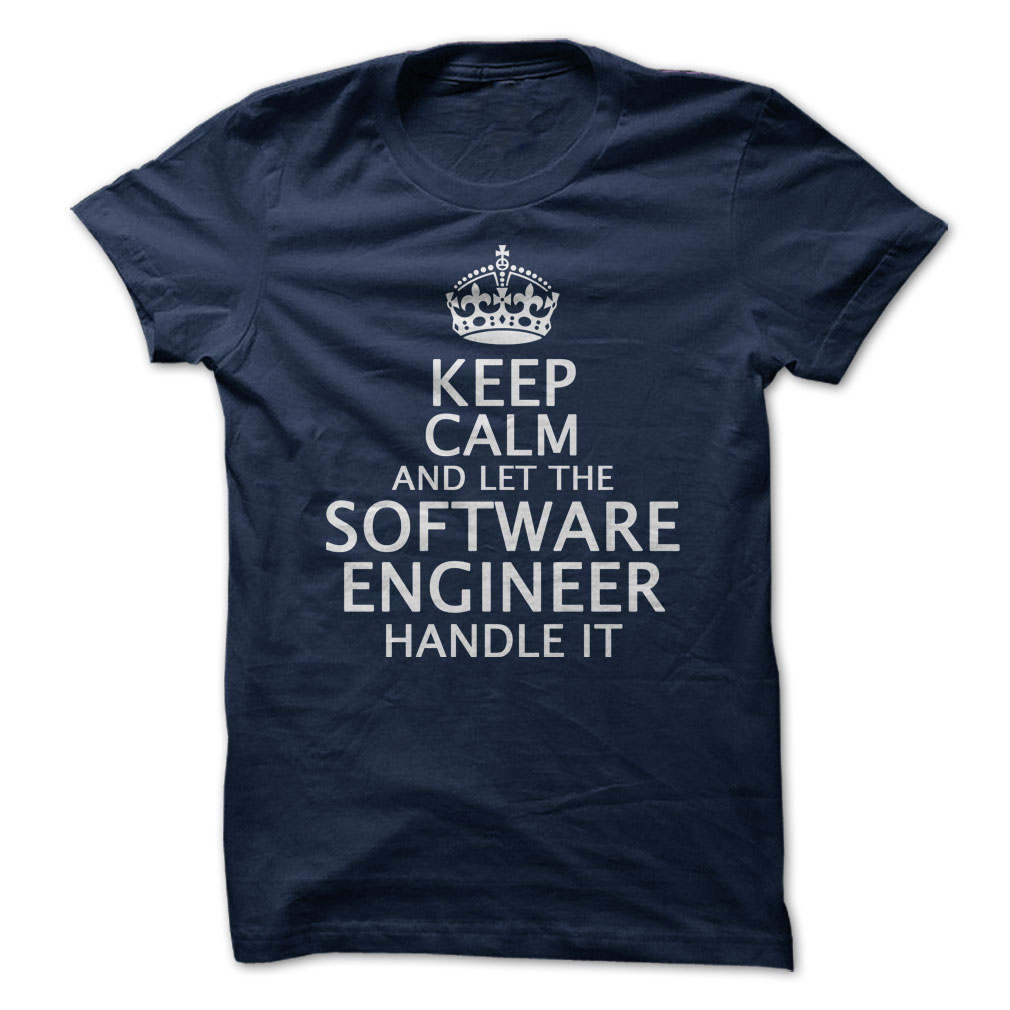 KEEP
CALM
AND LET THE
SOFTWARE
ENGINEER
HANDLE IT